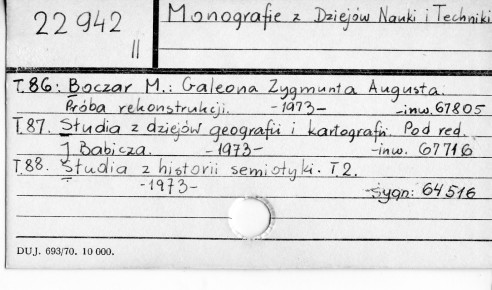 22 942
II
Monografie z Dziejów Nauki i Techniki
T.86: Boczar M.: Galeona Zygmunta Augusta.
Próba rekonstrukcji. -1973- -inw. 67805
T.87. Studia z dziejów geografii i kartografii. Pod red.
J. Babicza. -1973- -inw. 67716
T.88. Studia z historii semiotyki. T.2.
-1973- -sygn: 64516
DUJ. 693/70. 10 000.